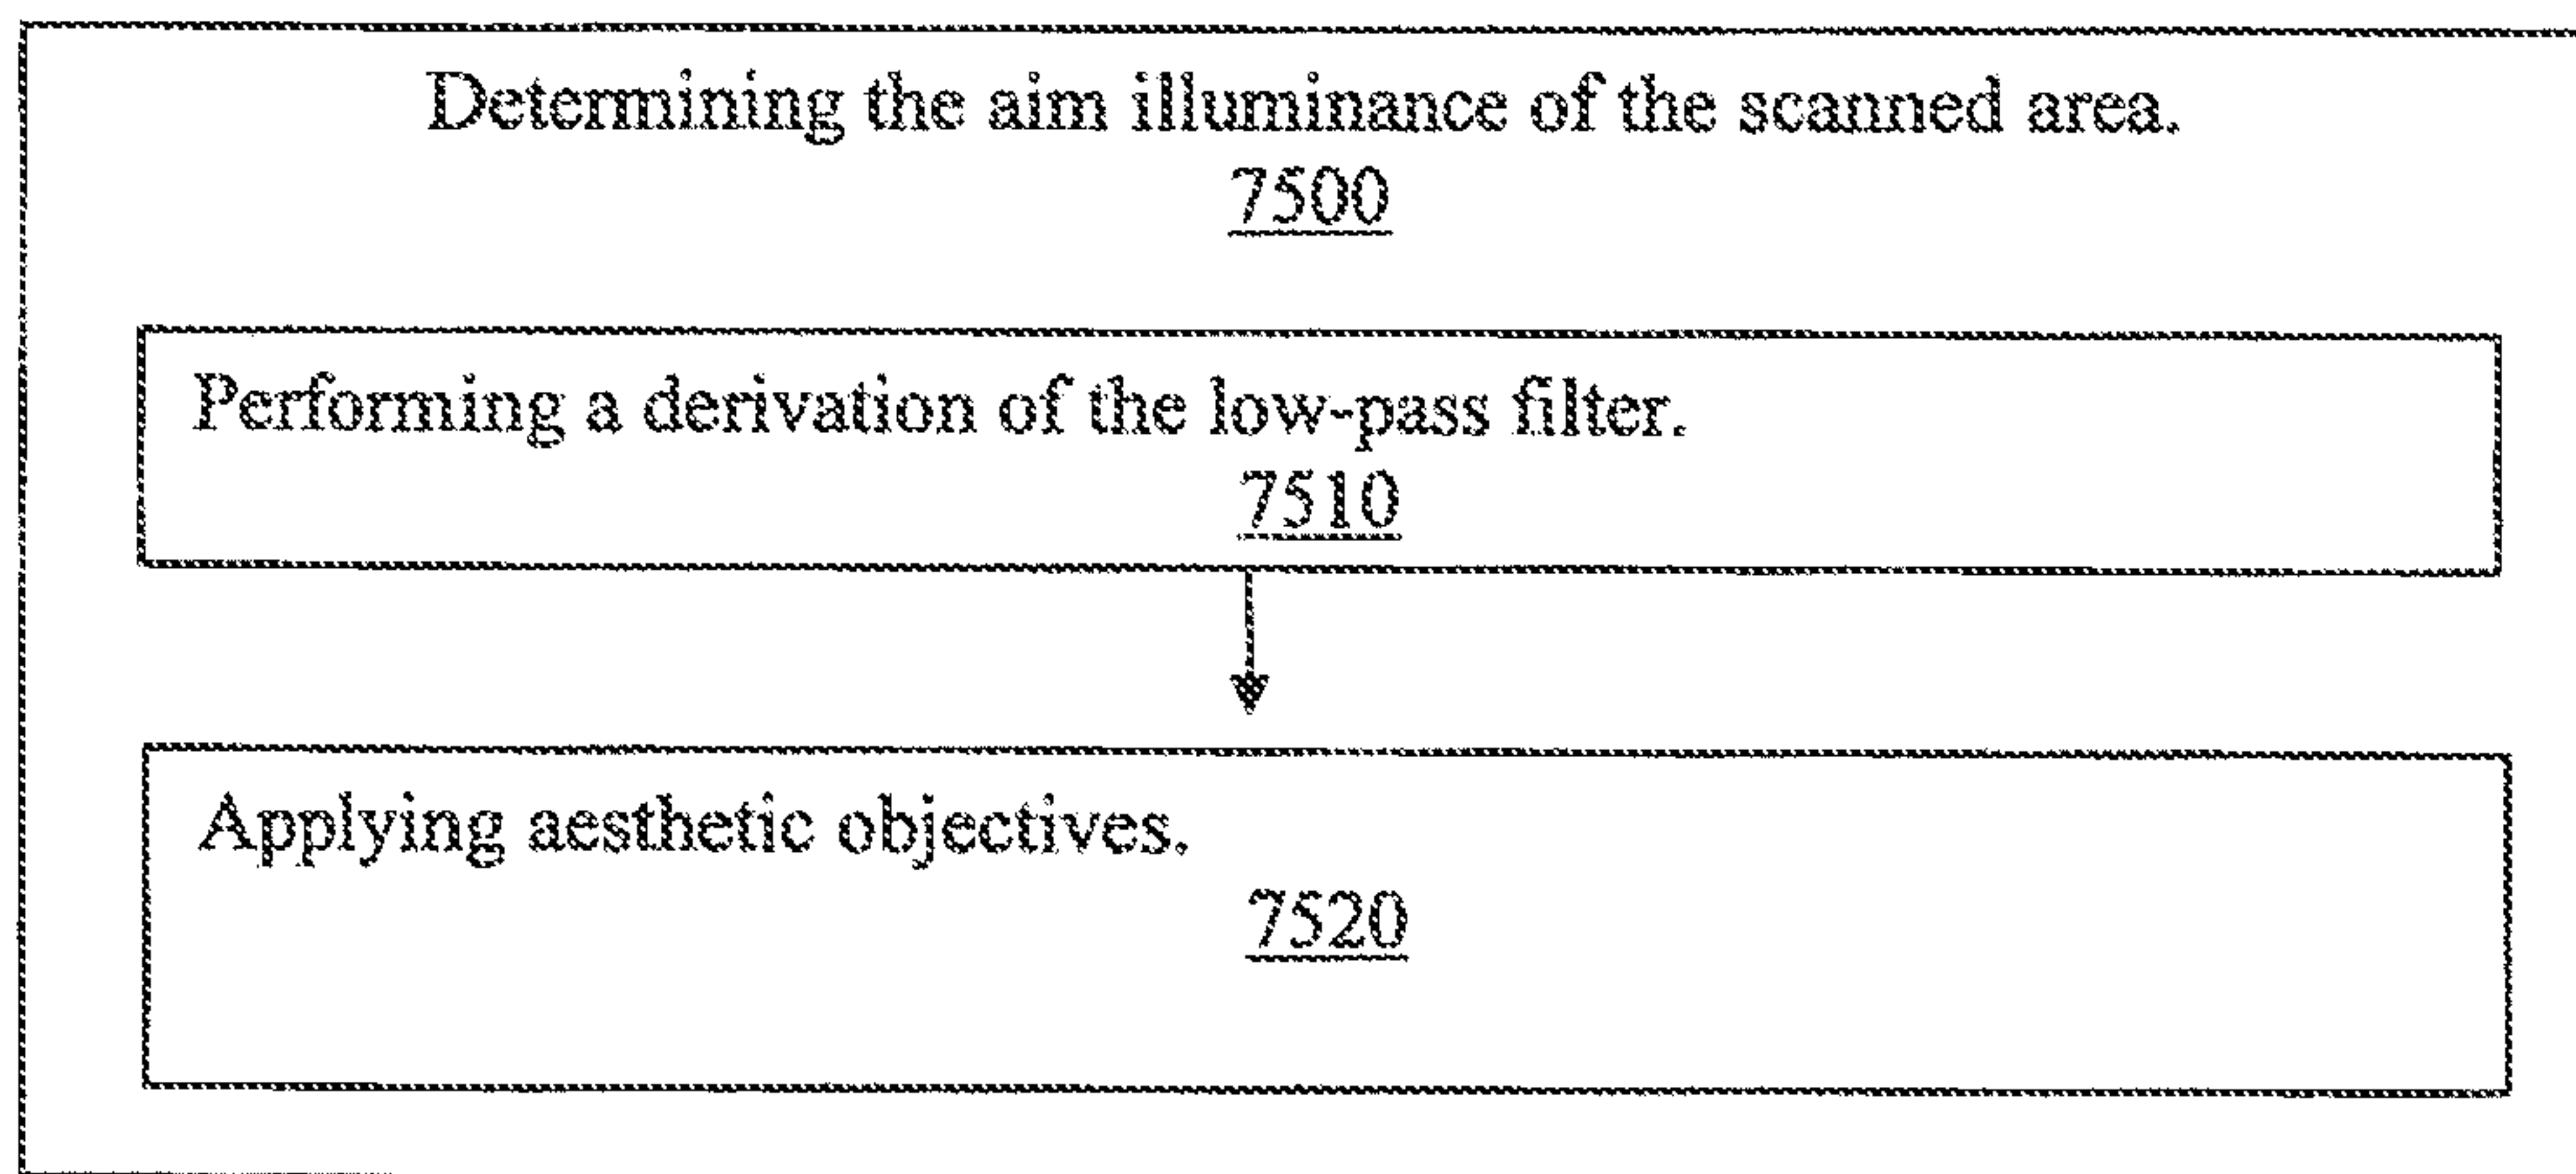 Determining the aim illuminance of the scanned area.
7500
Performing a derivation of the low-pass filter.
7510
Applying aesthetic objectives.
7520